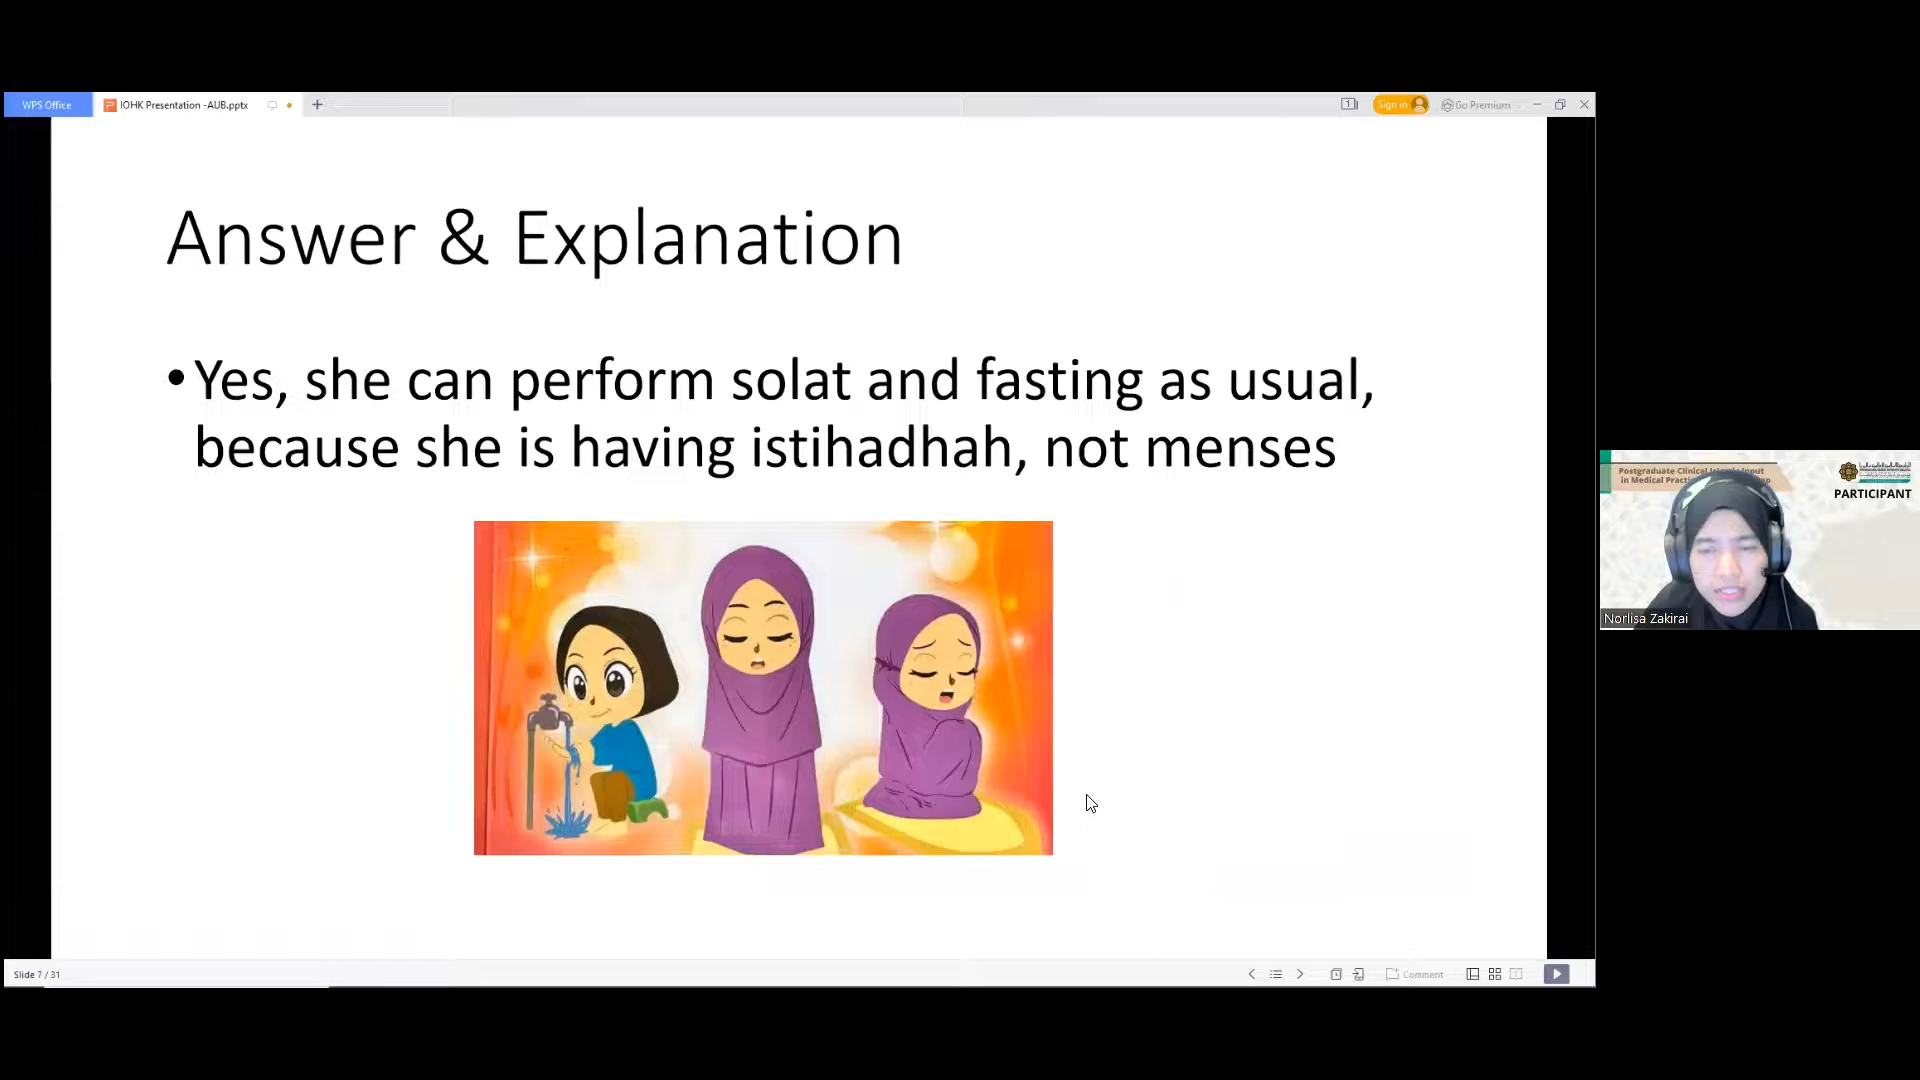 WPS Office
IOHK Presentation -AUB.pptx
1
Sign in
Go Premium
Answer & Explanation
•Yes, she can perform solat and fasting as usual,
because she is having istihadhah, not menses
Postgraduate Clinical
in Medical
PARTICIPANT
Norlisa Zakirai
Slide 7 / 31
Comment